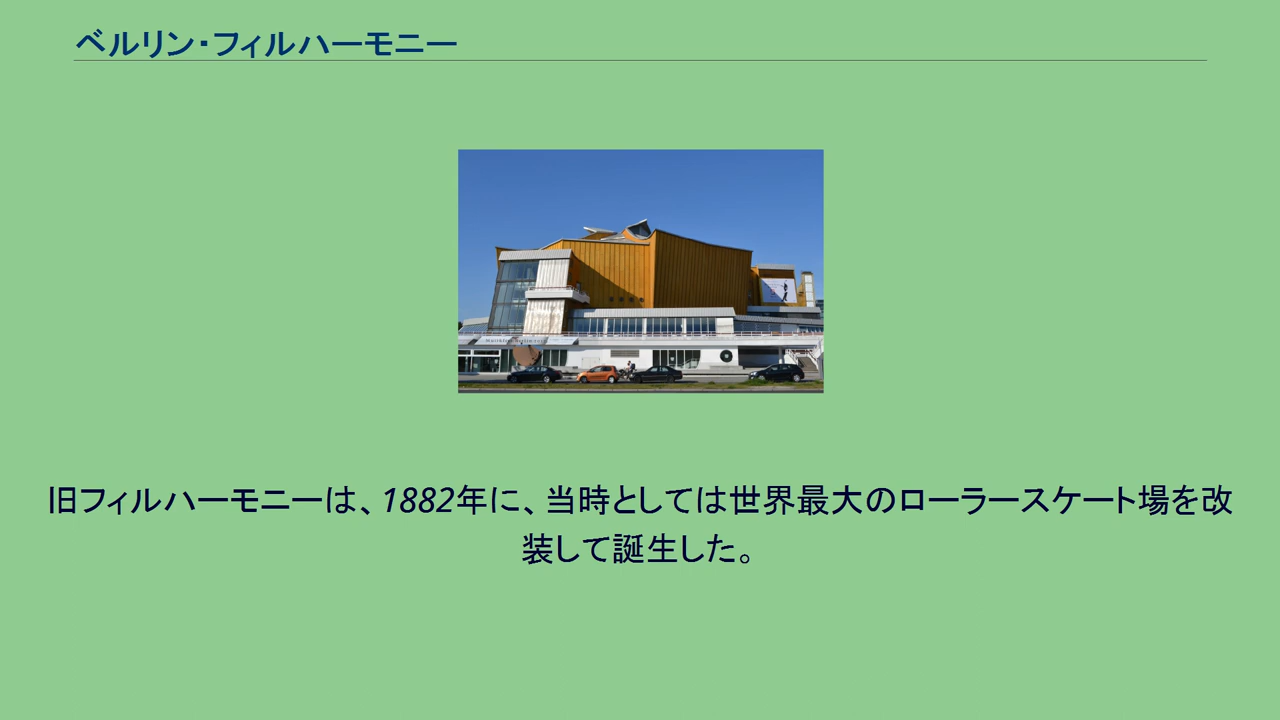 ベルリン・フィルハーモニー
旧フィルハーモニーは、1882年に、当時としては世界最大のローラースケート場を改
装して誕生した。